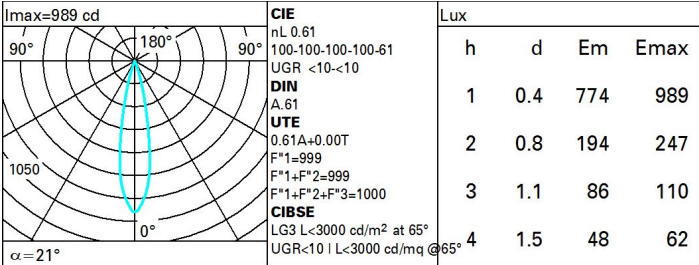 Imax=989 cd
90°
180°
90°
1050
0°
α=21°
CIE
nL 0.61
100-100-100-100-61
UGR <10-<10
DIN
A.61
UTE
0.61A+0.00T
F"1=999
F"1+F"2=999
F"1+F"2+F"3=1000
CIBSE
LG3 L<3000 cd/m² at 65°
UGR<10 | L<3000 cd/mq @65°
Lux
h d Em Emax
1 0.4 774 989
2 0.8 194 247
3 1.1 86 110
4 1.5 48 62